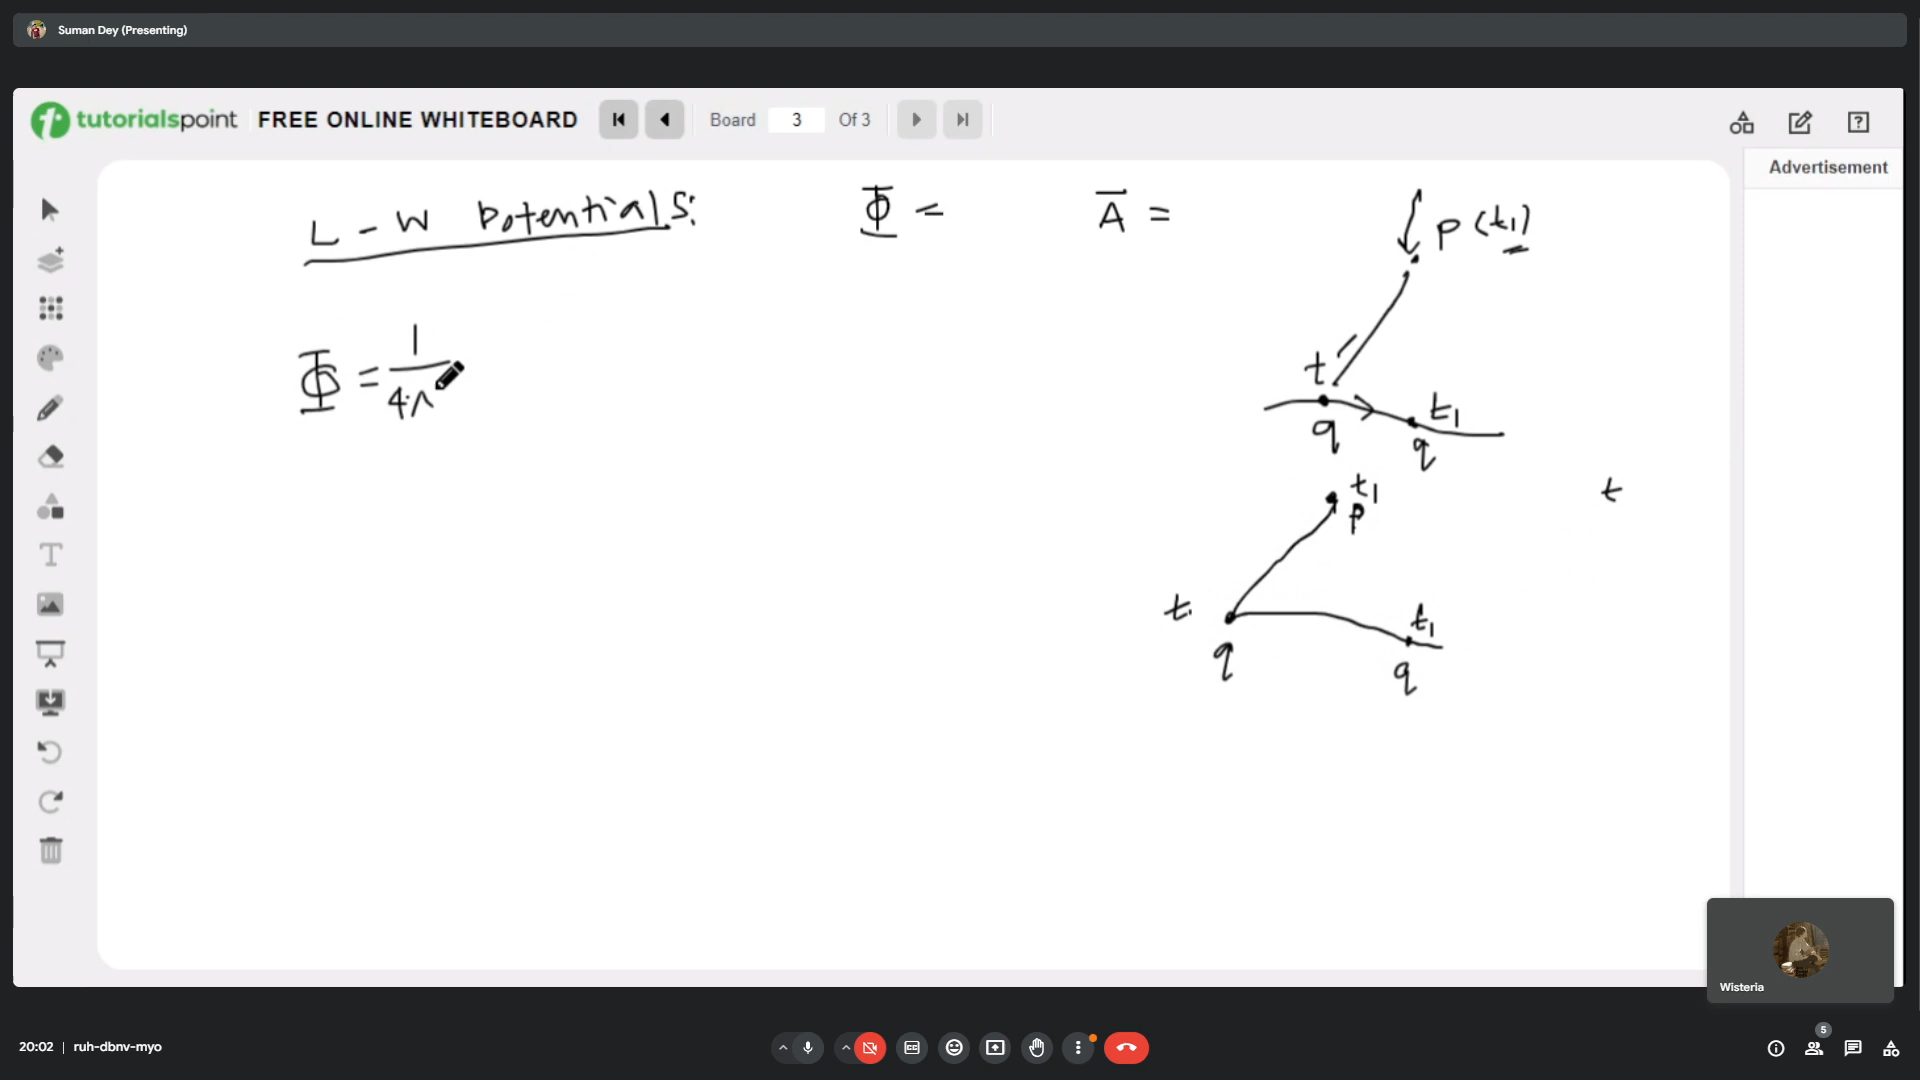 Suman Dey (Presenting)
tutorialspoint FREE ONLINE WHITEBOARD Board 3 Of 3
Advertisement
L - W Potentials:
Φ =
A̅ =
P (t₁)
Φ = 1/4π
t
t₁
q
q
t₁
P
t
t
t₁
q
q
Wisteria
20:02 | ruh-dbnv-myo
5